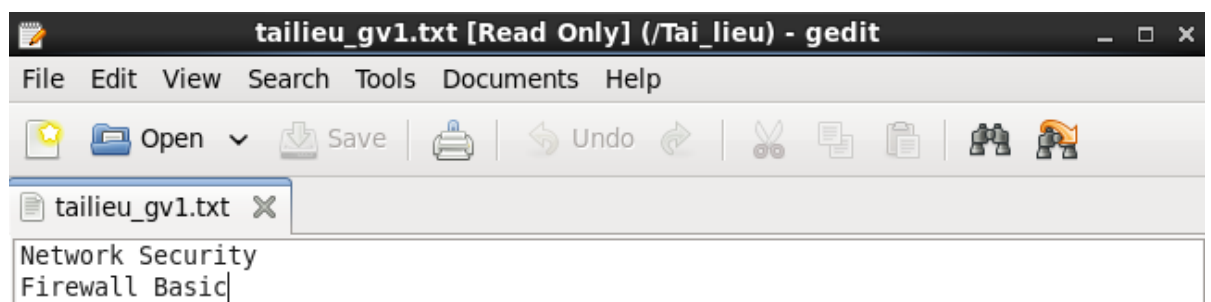 tailieu_gv1.txt [Read Only] (/Tai_lieu) - gedit
File Edit View Search Tools Documents Help
Open Save Undo
tailieu_gv1.txt
Network Security
Firewall Basic